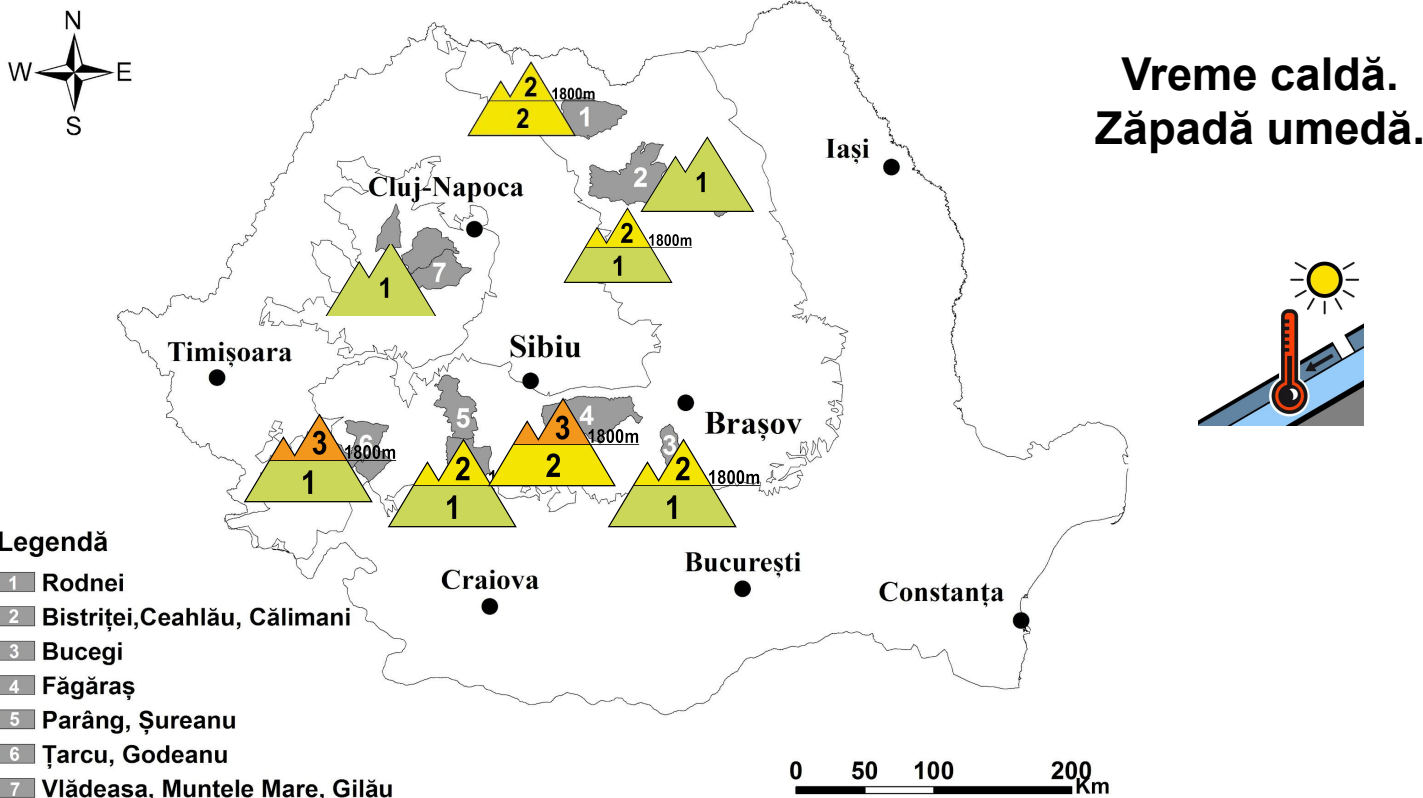 N
W E
S
Vreme caldă.
Zăpadă umedă.
2 1800m
2 1
Iași
2 1
Cluj-Napoca
2 1800m
1
7
1
Timișoara
Sibiu
Brașov
5
4
3 1800m
2
6
3 1800m
1
2
1
3
2 1800m
1
Legendă
1 Rodnei
2 Bistriței,Ceahlău, Călimani
3 Bucegi
4 Făgăraș
5 Parâng, Șureanu
6 Țarcu, Godeanu
7 Vlădeasa, Muntele Mare, Gilău
Craiova
București
Constanța
0 50 100 200
Km